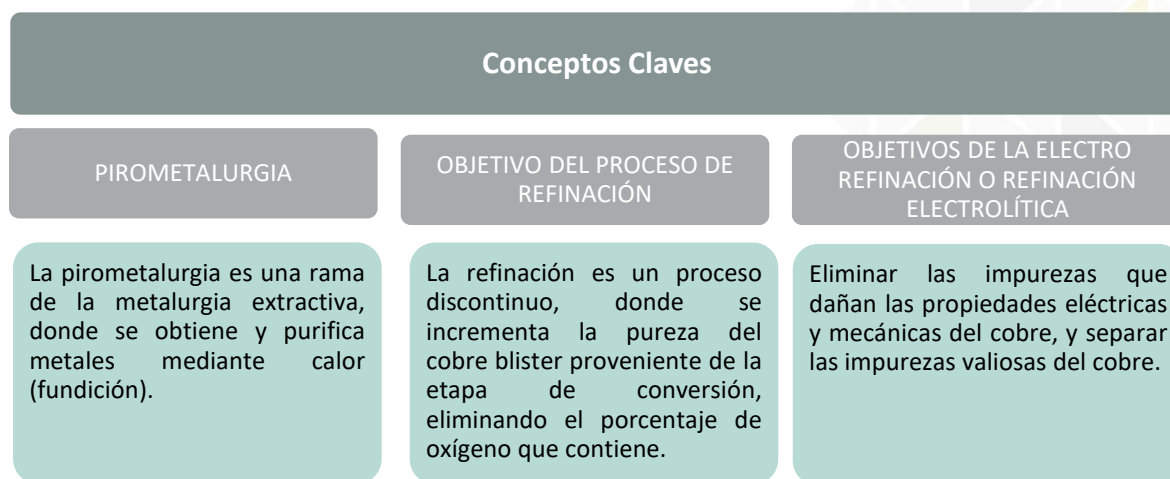 Conceptos Claves
PIROMETALURGIA
La pirometalurgia es una rama
de la metalurgia extractiva,
donde se obtiene y purifica
metales mediante calor
(fundición).
OBJETIVO DEL PROCESO DE
REFINACIÓN
La refinación es un proceso
discontinuo, donde se
incrementa la pureza del
cobre blister proveniente de la
etapa de conversión,
eliminando el porcentaje de
oxígeno que contiene.
OBJETIVOS DE LA ELECTRO
REFINACIÓN O REFINACIÓN
ELECTROLÍTICA
Eliminar las impurezas que
dañan las propiedades eléctricas
y mecánicas del cobre, y separar
las impurezas valiosas del cobre.